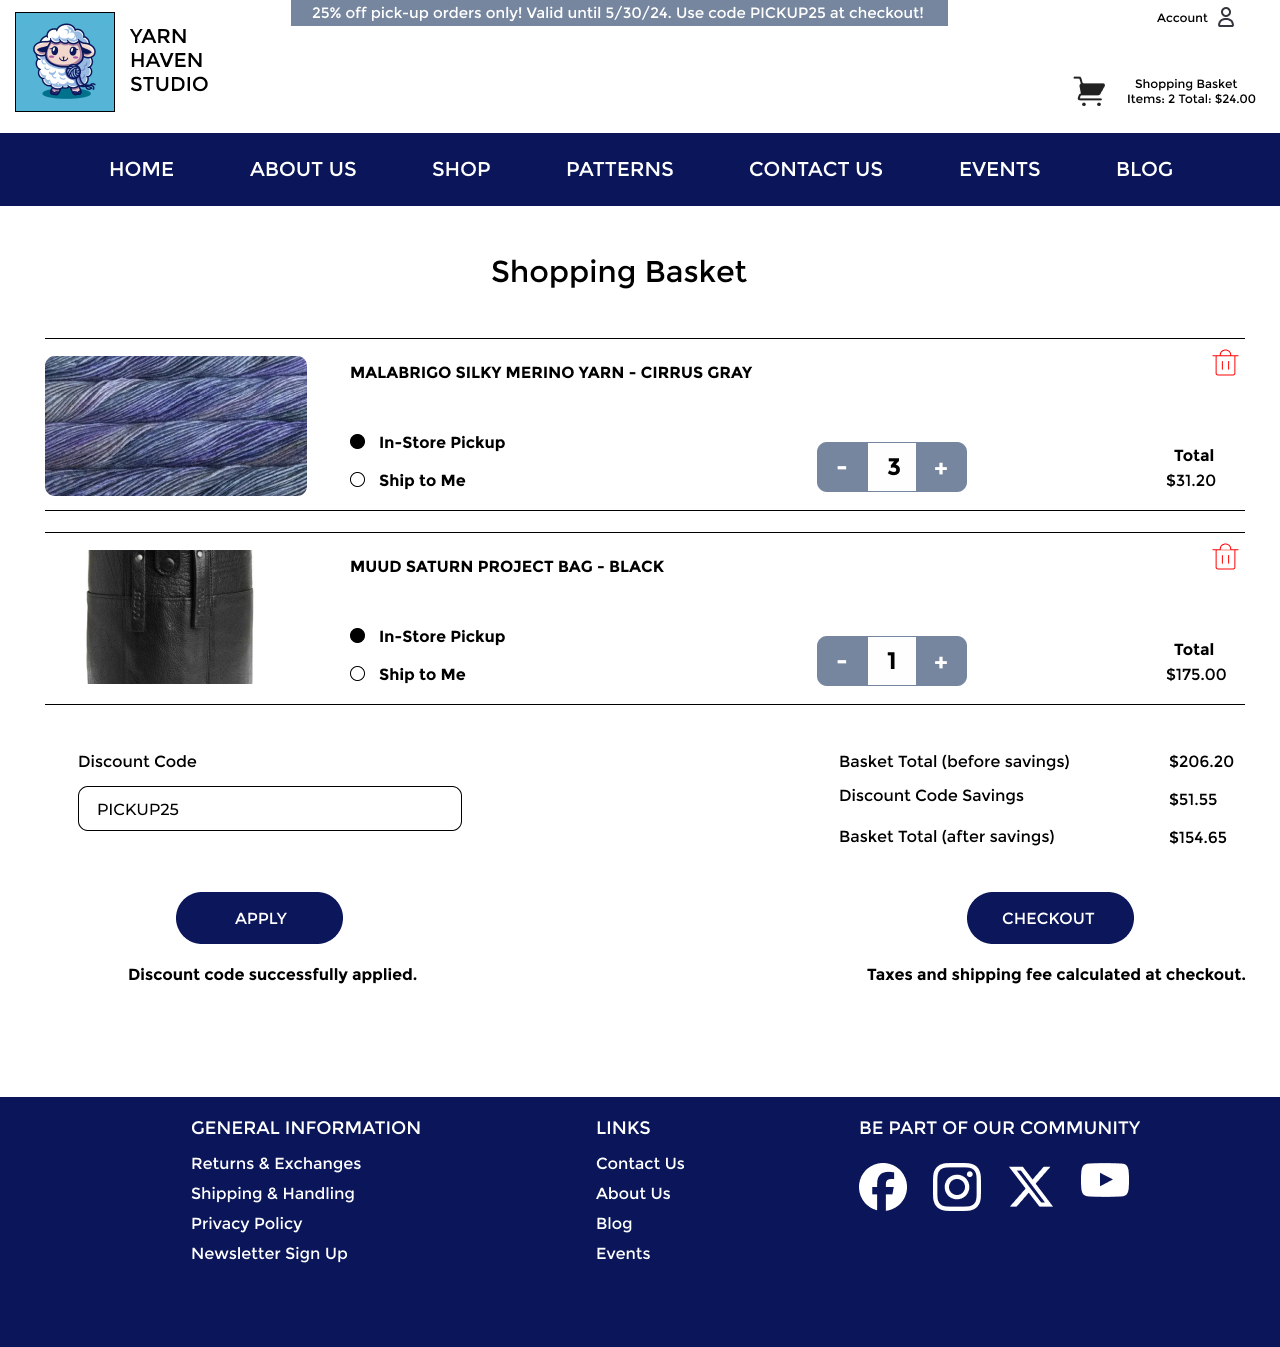 25% off pick-up orders only! Valid until 5/30/24. Use code PICKUP25 at checkout!
Account
YARN
HAVEN
STUDIO
Shopping Basket
Items: 2 Total: $24.00
HOME ABOUT US SHOP PATTERNS CONTACT US EVENTS BLOG
Shopping Basket
MALABRIGO SILKY MERINO YARN - CIRRUS GRAY
In-Store Pickup
Ship to Me
- 3 +
Total
$31.20
MUUD SATURN PROJECT BAG - BLACK
In-Store Pickup
Ship to Me
- 1 +
Total
$175.00
Discount Code
PICKUP25
APPLY
Discount code successfully applied.
Basket Total (before savings) $206.20
Discount Code Savings $51.55
Basket Total (after savings) $154.65
CHECKOUT
Taxes and shipping fee calculated at checkout.
GENERAL INFORMATION
Returns & Exchanges
Shipping & Handling
Privacy Policy
Newsletter Sign Up
LINKS
Contact Us
About Us
Blog
Events
BE PART OF OUR COMMUNITY